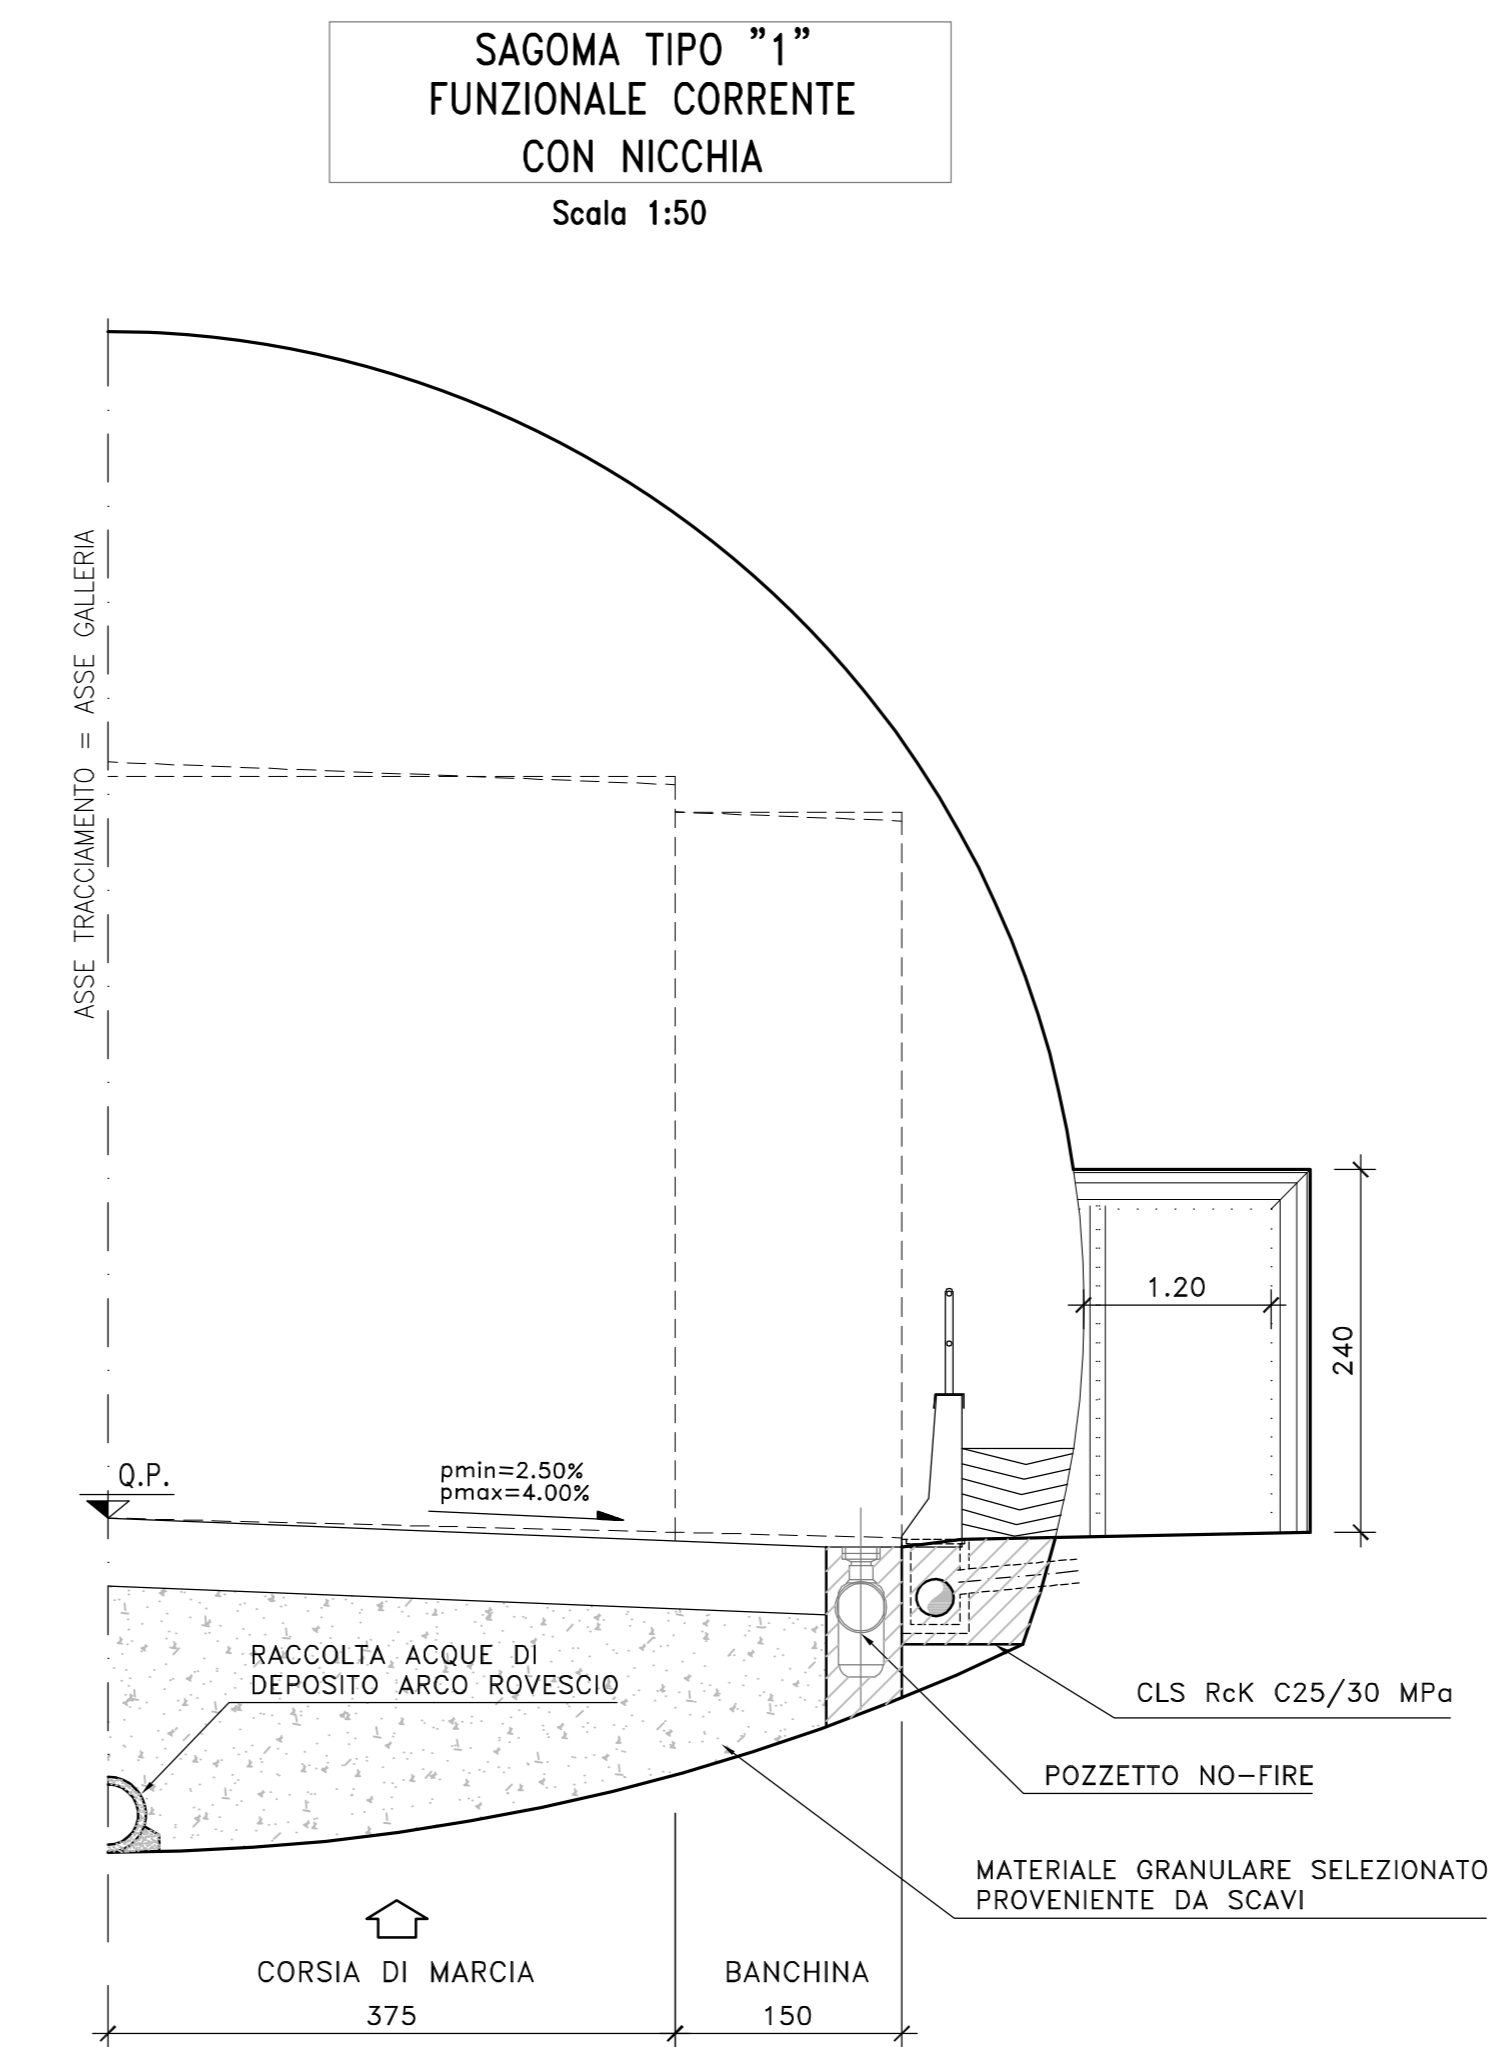 SAGOMA TIPO "1"
FUNZIONALE CORRENTE
CON NICCHIA
Scala 1:50
ASSE TRACCIAMENTO = ASSE GALLERIA
1.20
240
Q.P.
pmin=2.50%
pmax=4.00%
RACCOLTA ACQUE DI
DEPOSITO ARCO ROVESCIO
CLS RcK C25/30 MPa
POZZETTO NO-FIRE
MATERIALE GRANULARE SELEZIONATO
PROVENIENTE DA SCAVI
CORSIA DI MARCIA
BANCHINA
375
150